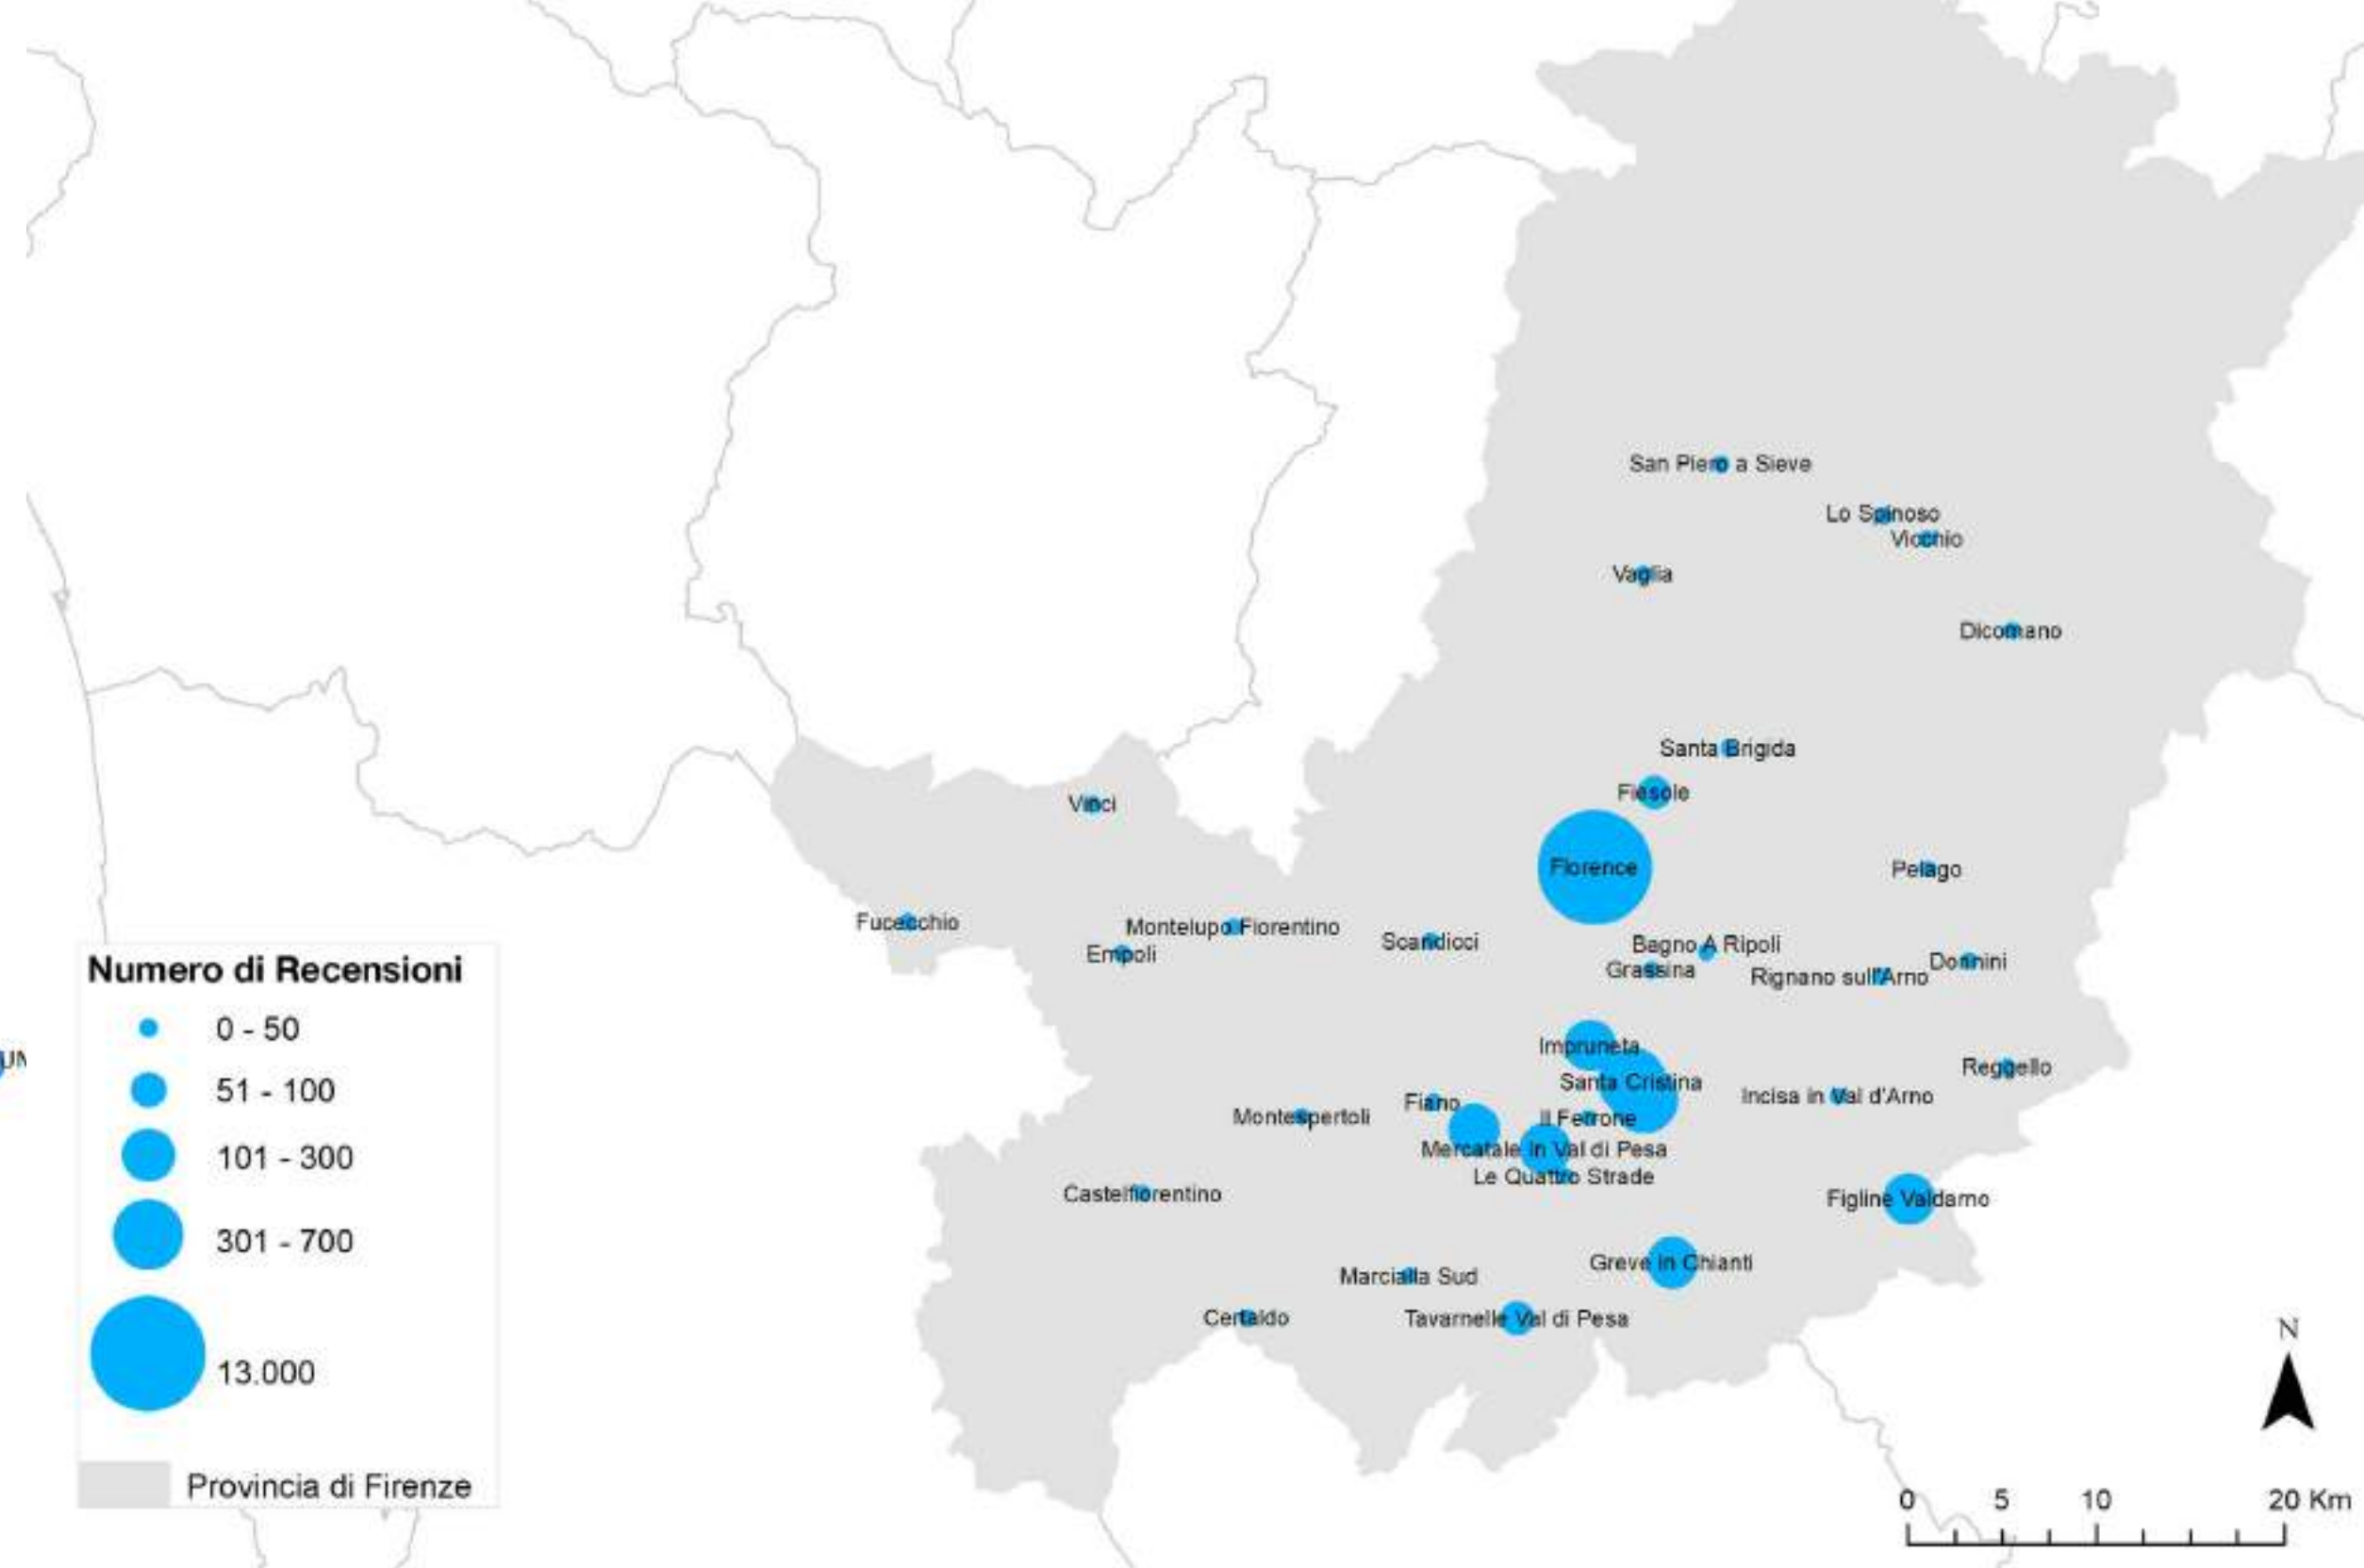 San Piero a Sieve
Lo Spinoso
Vicchio
Vaglia
Dicomano
Santa Brigida
Fiesole
Vinci
Florence
Pelago
Fucecchio
Montelupo Fiorentino
Empoli
Scandicci
Bagno A Ripoli
Grassina
Donnini
Rignano sull'Arno
Impruneta
Santa Cristina
Reggello
Incisa in Val d'Arno
Fiano
Il Ferrone
Montespertoli
Mercatale in Val di Pesa
Le Quattro Strade
Castelfiorentino
Figline Valdarno
Greve in Chianti
Marcialla Sud
Certaldo
Tavarnelle Val di Pesa
Numero di Recensioni
0 - 50
51 - 100
101 - 300
301 - 700
13.000
Provincia di Firenze
N
0 5 10 20 Km